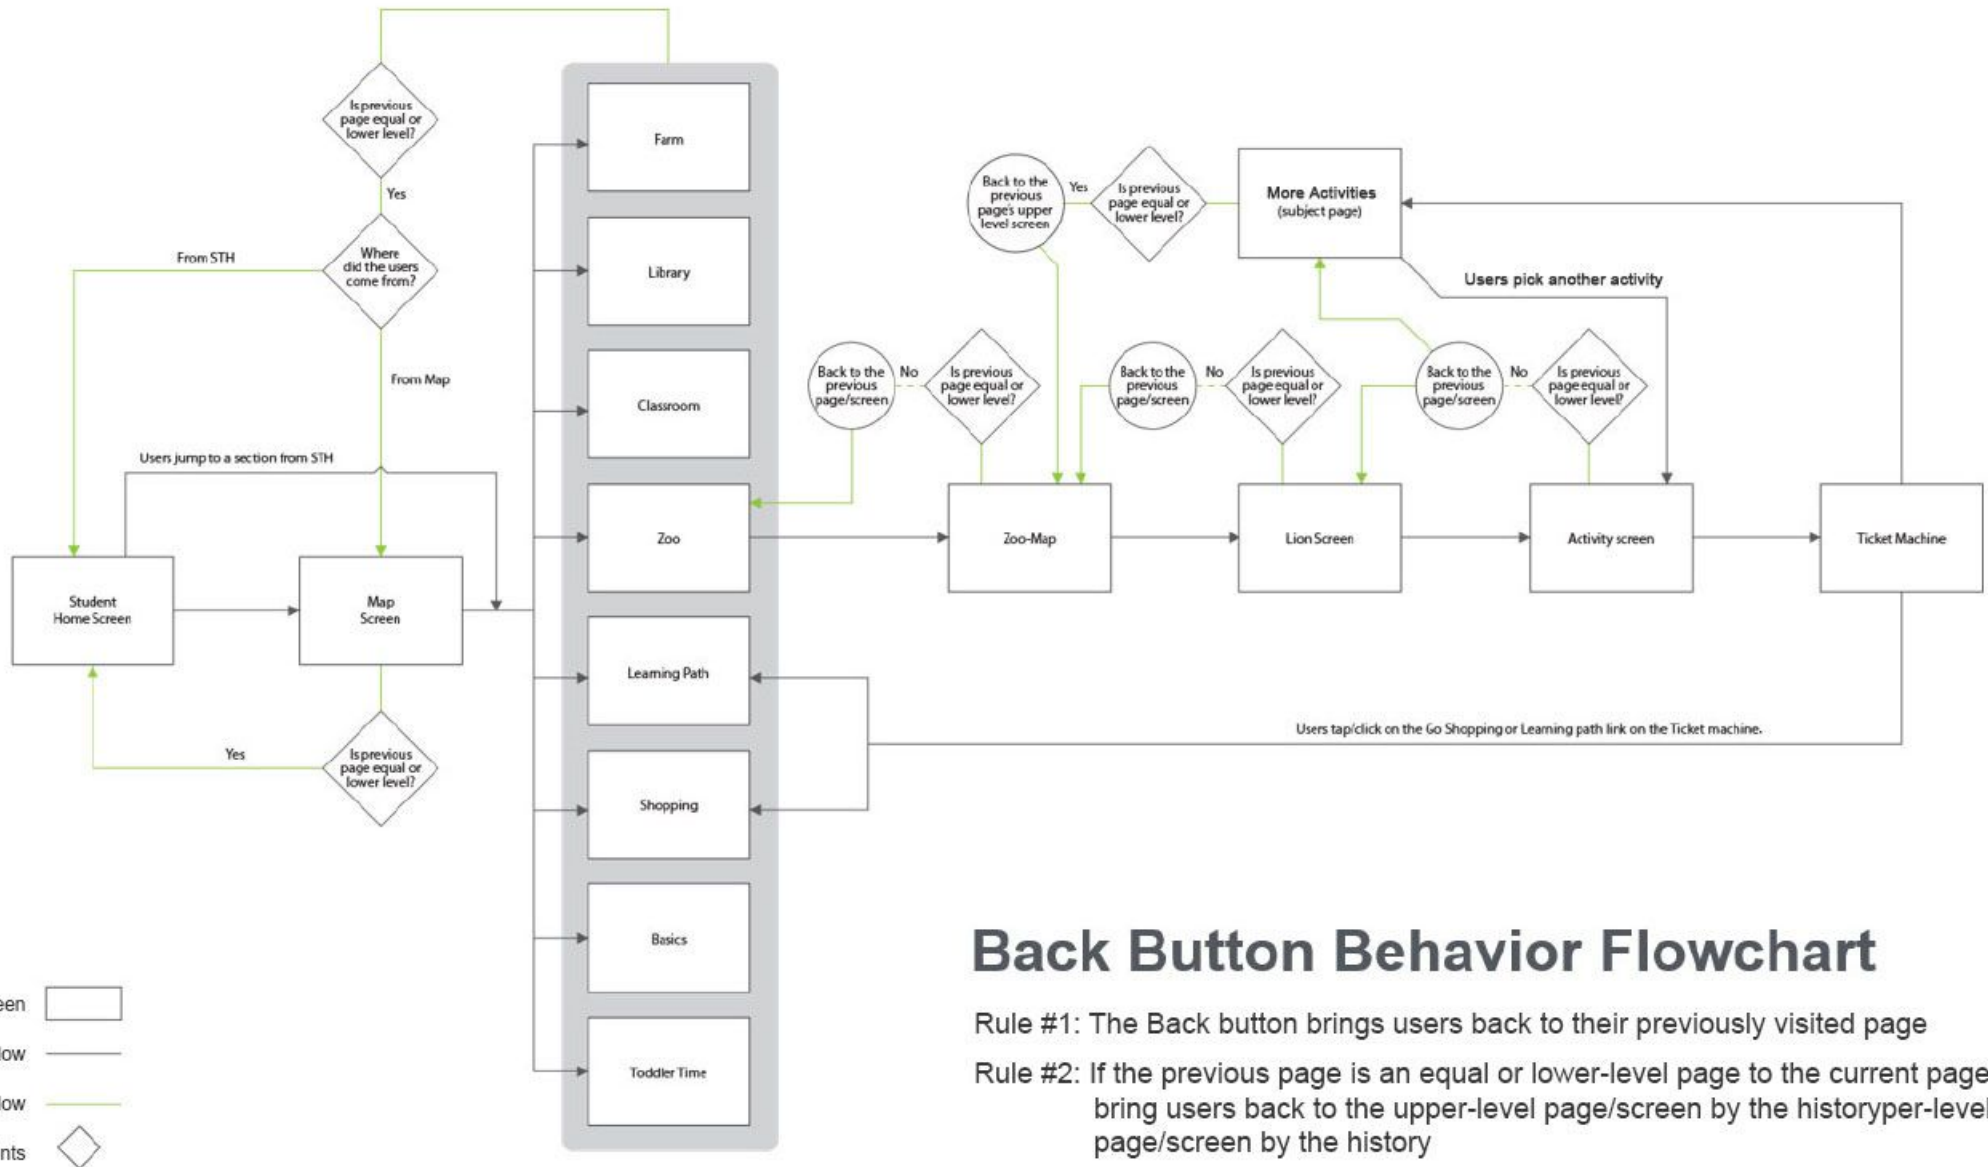 Is previous
page equal or
lower level?
Yes
Where
did the users
come from?
From STH
From Map
Users jump to a section from STH
Student
Home Screen
Map
Screen
Yes
Is previous
page equal or
lower level?
Farm
Library
Classroom
Zoo
Learning Path
Shopping
Basics
Toddler Time
Back to the
previous
page's upper
level screen
Yes
Is previous
page equal or
lower level?
More Activities
(subject page)
Users pick another activity
Back to the
previous
page/screen
No
Is previous
page equal or
lower level?
Back to the
previous
page/screen
No
Is previous
page equal or
lower level?
Back to the
previous
page/screen
No
Is previous
page equal or
lower level?
Zoo-Map
Lion Screen
Activity screen
Ticket Machine
Users tap/click on the Go Shopping or Learning path link on the Ticket machine.
Back Button Behavior Flowchart
Rule #1: The Back button brings users back to their previously visited page
Rule #2: If the previous page is an equal or lower-level page to the current page
bring users back to the upper-level page/screen by the historyper-level
page/screen by the history